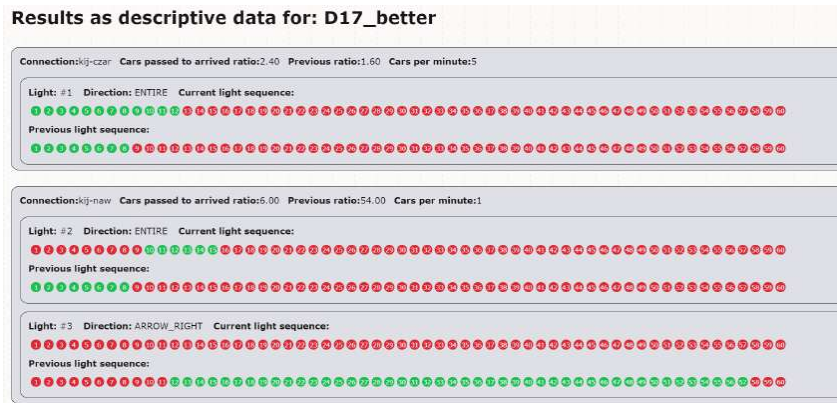 Results as descriptive data for: D17_better
Connection:kij-czar Cars passed to arrived ratio:2.40 Previous ratio:1.60 Cars per minute:5
Light: #1 Direction: ENTIRE Current light sequence:
1 2 3 4 5 6 7 8 9 10 11 12 13 14 15 16 17 18 19 20 21 22 23 24 25 26 27 28 29 30 31 32 33 34 35 36 37 38 39 40 41 42 43 44 45 46 47 48 49 50 51 52 53 54 55 56 57 58 59 60
Previous light sequence:
1 2 3 4 5 6 7 8 9 10 11 12 13 14 15 16 17 18 19 20 21 22 23 24 25 26 27 28 29 30 31 32 33 34 35 36 37 38 39 40 41 42 43 44 45 46 47 48 49 50 51 52 53 54 55 56 57 58 59 60
Connection:kij-naw Cars passed to arrived ratio:6.00 Previous ratio:54.00 Cars per minute:1
Light: #2 Direction: ENTIRE Current light sequence:
1 2 3 4 5 6 7 8 9 10 11 12 13 14 15 16 17 18 19 20 21 22 23 24 25 26 27 28 29 30 31 32 33 34 35 36 37 38 39 40 41 42 43 44 45 46 47 48 49 50 51 52 53 54 55 56 57 58 59 60
Previous light sequence:
1 2 3 4 5 6 7 8 9 10 11 12 13 14 15 16 17 18 19 20 21 22 23 24 25 26 27 28 29 30 31 32 33 34 35 36 37 38 39 40 41 42 43 44 45 46 47 48 49 50 51 52 53 54 55 56 57 58 59 60
Light: #3 Direction: ARROW_RIGHT Current light sequence:
1 2 3 4 5 6 7 8 9 10 11 12 13 14 15 16 17 18 19 20 21 22 23 24 25 26 27 28 29 30 31 32 33 34 35 36 37 38 39 40 41 42 43 44 45 46 47 48 49 50 51 52 53 54 55 56 57 58 59 60
Previous light sequence:
1 2 3 4 5 6 7 8 9 10 11 12 13 14 15 16 17 18 19 20 21 22 23 24 25 26 27 28 29 30 31 32 33 34 35 36 37 38 39 40 41 42 43 44 45 46 47 48 49 50 51 52 53 54 55 56 57 58 59 60